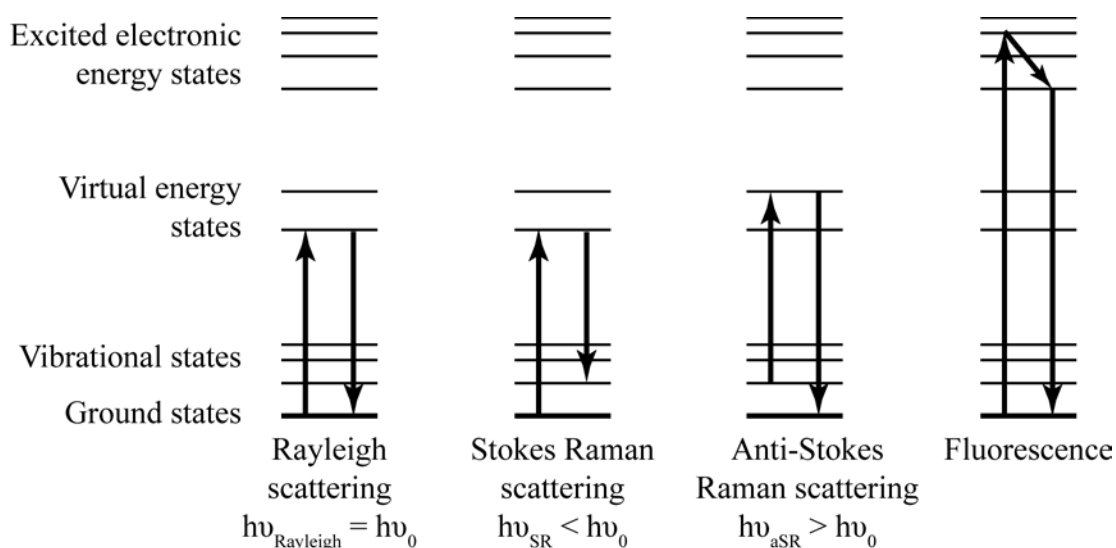 Excited electronic
energy states
Virtual energy
states
Vibrational states
Ground states
Rayleigh
scattering
hυRayleigh = hυ0
Stokes Raman
scattering
hυSR < hυ0
Anti-Stokes
Raman scattering
hυaSR > hυ0
Fluorescence